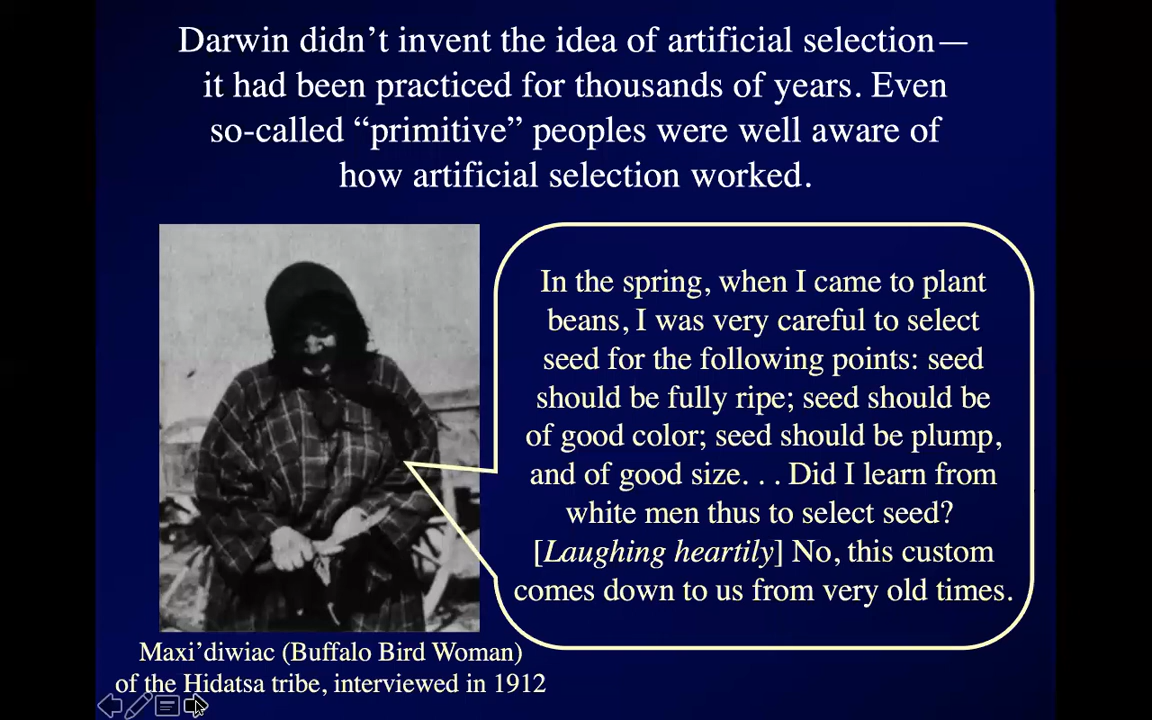 Darwin didn’t invent the idea of artificial selection—
it had been practiced for thousands of years. Even
so-called “primitive” peoples were well aware of
how artificial selection worked.
In the spring, when I came to plant
beans, I was very careful to select
seed for the following points: seed
should be fully ripe; seed should be
of good color; seed should be plump,
and of good size. . . Did I learn from
white men thus to select seed?
[Laughing heartily] No, this custom
comes down to us from very old times.
Maxi’diwiac (Buffalo Bird Woman)
of the Hidatsa tribe, interviewed in 1912